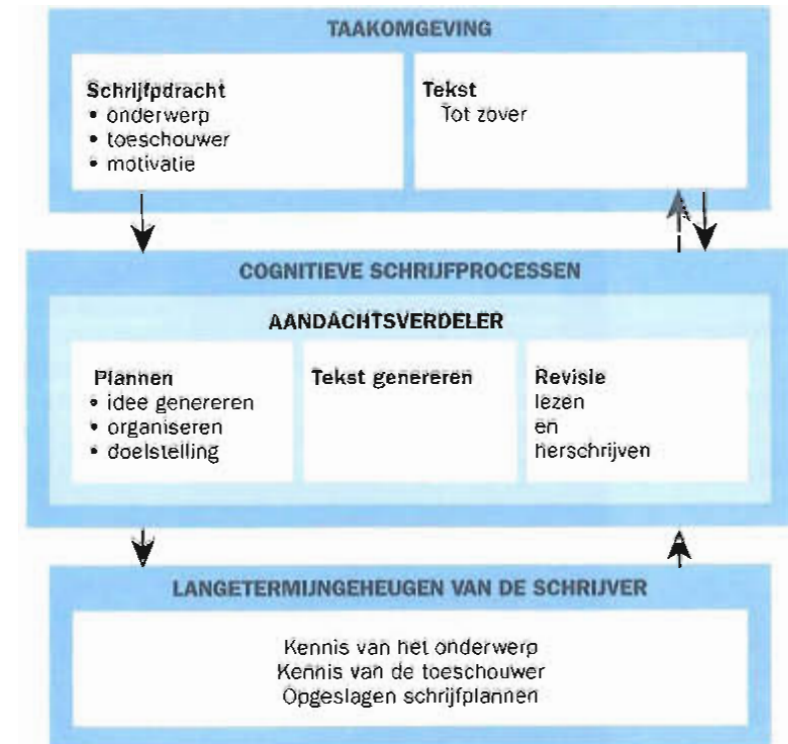 TAAKOMGEVING
Schrijfpdracht
• onderwerp
• toeschouwer
• motivatie
Tekst
Tot zover
COGNITIEVE SCHRIJFPROCESSEN
AANDACHTSVERDELER
Plannen
• idee genereren
• organiseren
• doelstelling
Tekst genereren
Revisie
lezen
en
herschrijven
LANGETERMIJNGEHEUGEN VAN DE SCHRIJVER
Kennis van het onderwerp
Kennis van de toeschouwer
Opgeslagen schrijfplannen